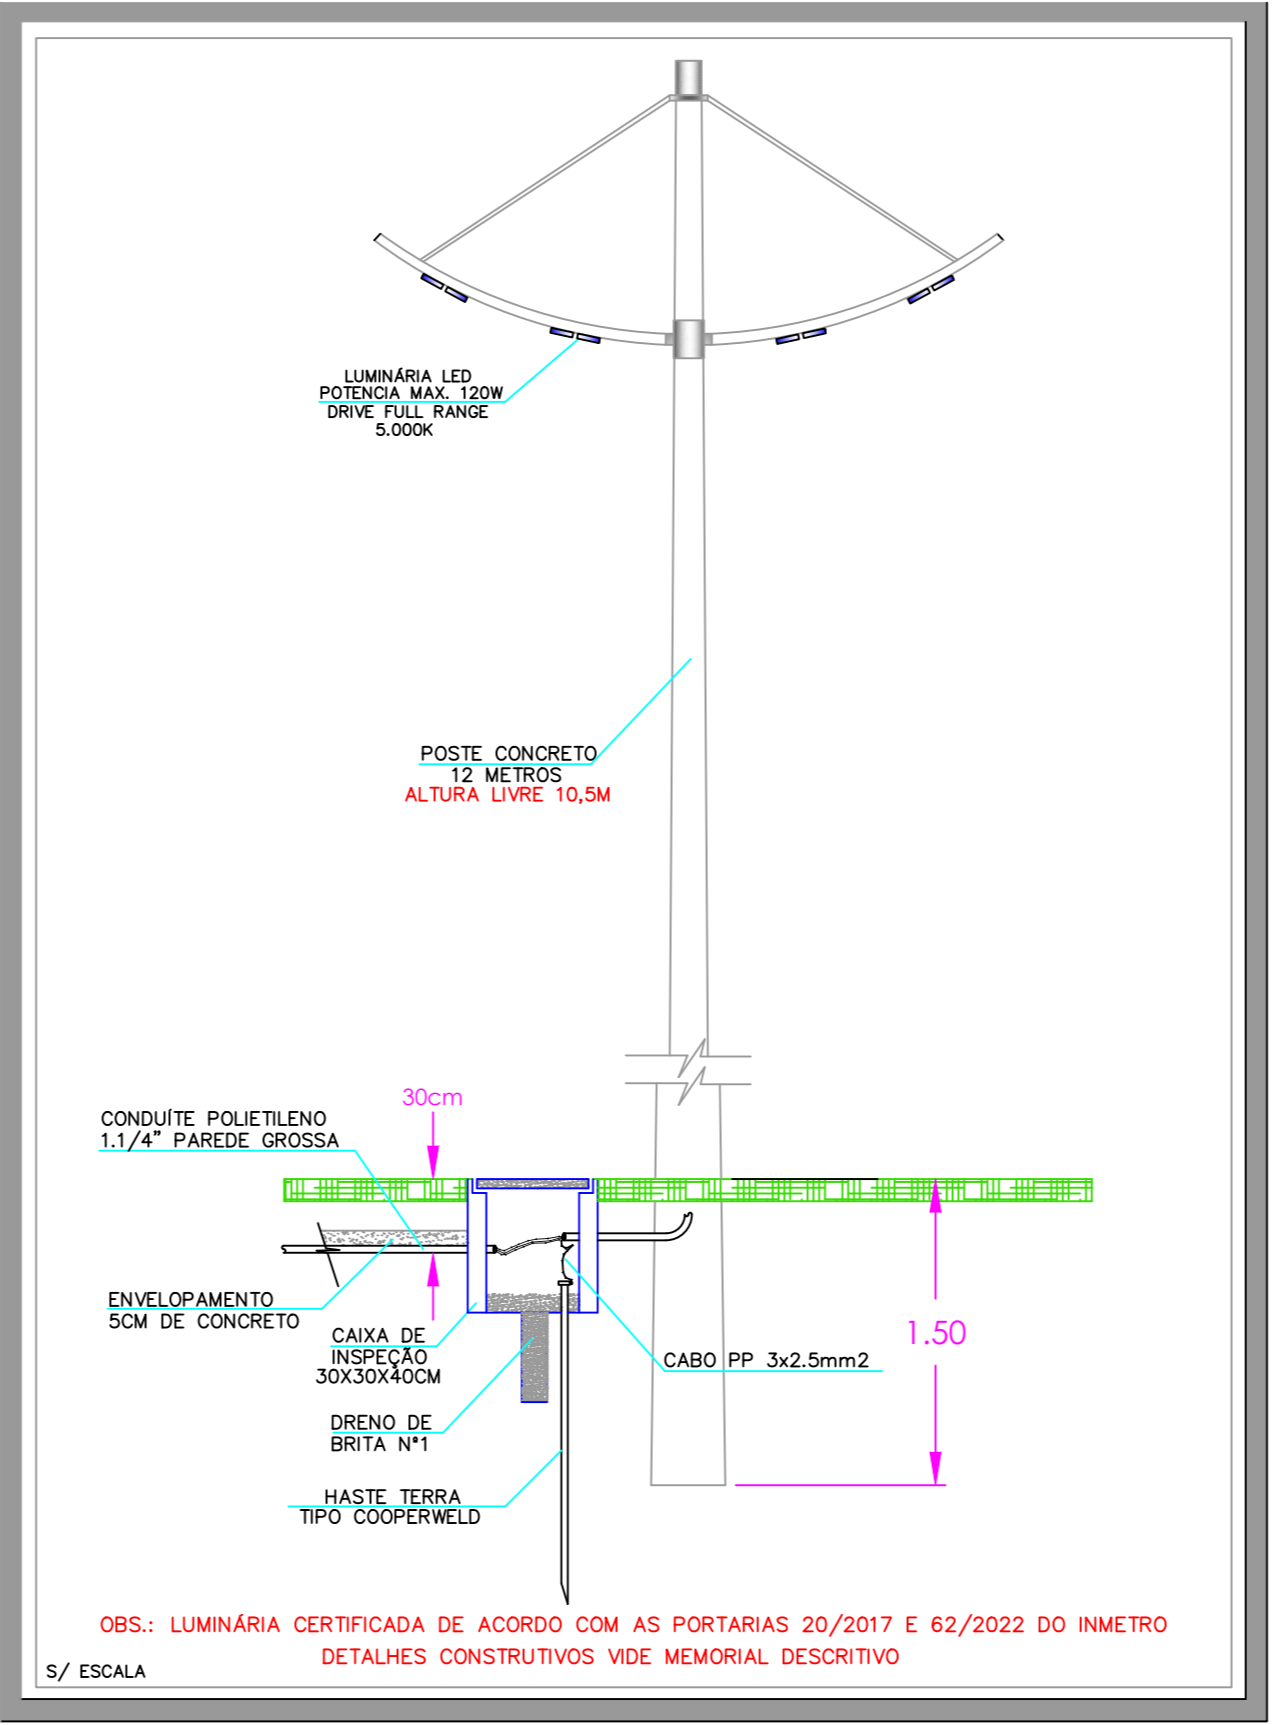 LUMINÁRIA LED
POTENCIA MAX. 120W
DRIVE FULL RANGE
5.000K
POSTE CONCRETO
12 METROS
ALTURA LIVRE 10,5M
30cm
CONDUÍTE POLIETILENO
1.1/4" PAREDE GROSSA
ENVELOPAMENTO
5CM DE CONCRETO
CAIXA DE
INSPEÇÃO
30X30X40CM
1.50
CABO PP 3x2.5mm2
DRENO DE
BRITA Nº1
HASTE TERRA
TIPO COOPERWELD
OBS.: LUMINÁRIA CERTIFICADA DE ACORDO COM AS PORTARIAS 20/2017 E 62/2022 DO INMETRO
DETALHES CONSTRUTIVOS VIDE MEMORIAL DESCRITIVO
S/ ESCALA